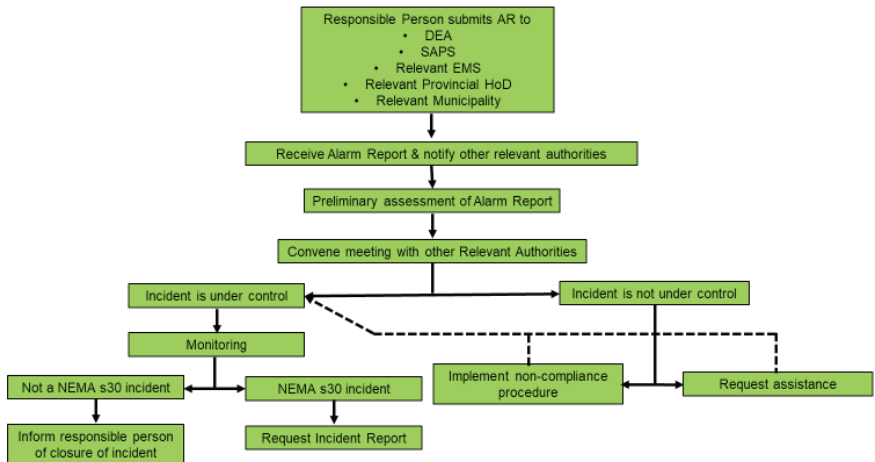 Responsible Person submits AR to
• DEA
• SAPS
• Relevant EMS
• Relevant Provincial HoD
• Relevant Municipality
Receive Alarm Report & notify other relevant authorities
Preliminary assessment of Alarm Report
Convene meeting with other Relevant Authorities
Incident is under control
Incident is not under control
Monitoring
Not a NEMA s30 incident
NEMA s30 incident
Implement non-compliance
procedure
Request assistance
Inform responsible person
of closure of incident
Request Incident Report